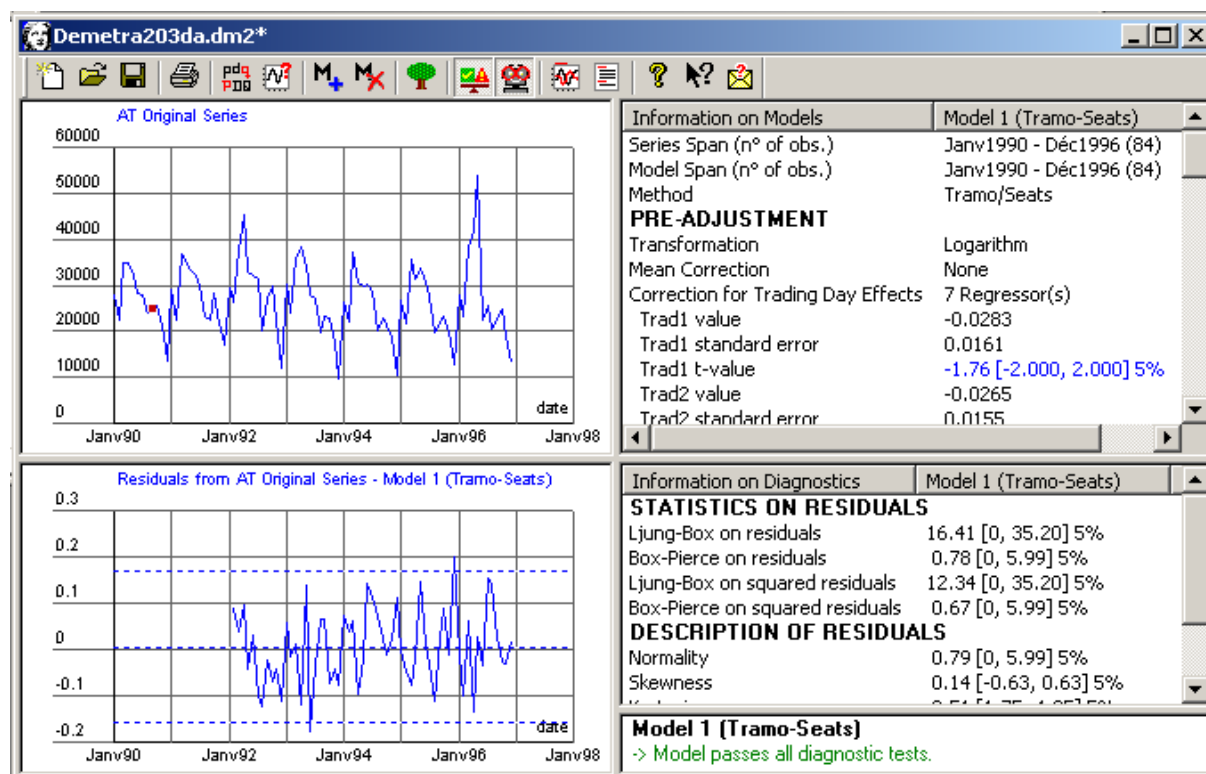 Demetra203da.dm2*
AT Original Series
60000
50000
40000
30000
20000
10000
0
date
Janv90 Janv92 Janv94 Janv96 Janv98
Information on Models Model 1 (Tramo-Seats)
Series Span (n° of obs.) Janv1990 - Déc1996 (84)
Model Span (n° of obs.) Janv1990 - Déc1996 (84)
Method Tramo/Seats
PRE-ADJUSTMENT
Transformation Logarithm
Mean Correction None
Correction for Trading Day Effects 7 Regressor(s)
Trad1 value -0.0283
Trad1 standard error 0.0161
Trad1 t-value -1.76 [-2.000, 2.000] 5%
Trad2 value -0.0265
Trad2 standard error 0.0155
Residuals from AT Original Series - Model 1 (Tramo-Seats)
0.3
0.2
0.1
0
-0.1
-0.2
date
Janv90 Janv92 Janv94 Janv96 Janv98
Information on Diagnostics Model 1 (Tramo-Seats)
STATISTICS ON RESIDUALS
Ljung-Box on residuals 16.41 [0, 35.20] 5%
Box-Pierce on residuals 0.78 [0, 5.99] 5%
Ljung-Box on squared residuals 12.34 [0, 35.20] 5%
Box-Pierce on squared residuals 0.67 [0, 5.99] 5%
DESCRIPTION OF RESIDUALS
Normality 0.79 [0, 5.99] 5%
Skewness 0.14 [-0.63, 0.63] 5%
Model 1 (Tramo-Seats)
-> Model passes all diagnostic tests.